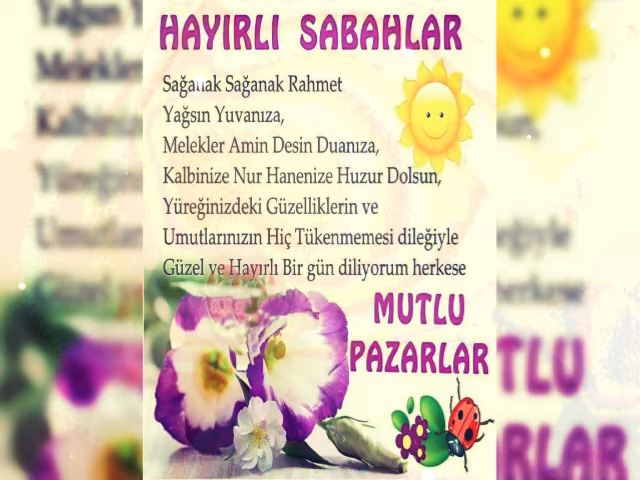 HAYIRLI SABAHLAR
Sağanak Sağanak Rahmet
Yağsın Yuvanıza,
Melekler Amin Desin Duanıza,
Kalbinize Nur Hanenize Huzur Dolsun,
Yüreğinizdeki Güzelliklerin ve
Umutlarınızın Hiç Tükenmemesi dileğiyle
Güzel ve Hayırlı Bir gün diliyorum herkese
MUTLU
PAZARLAR